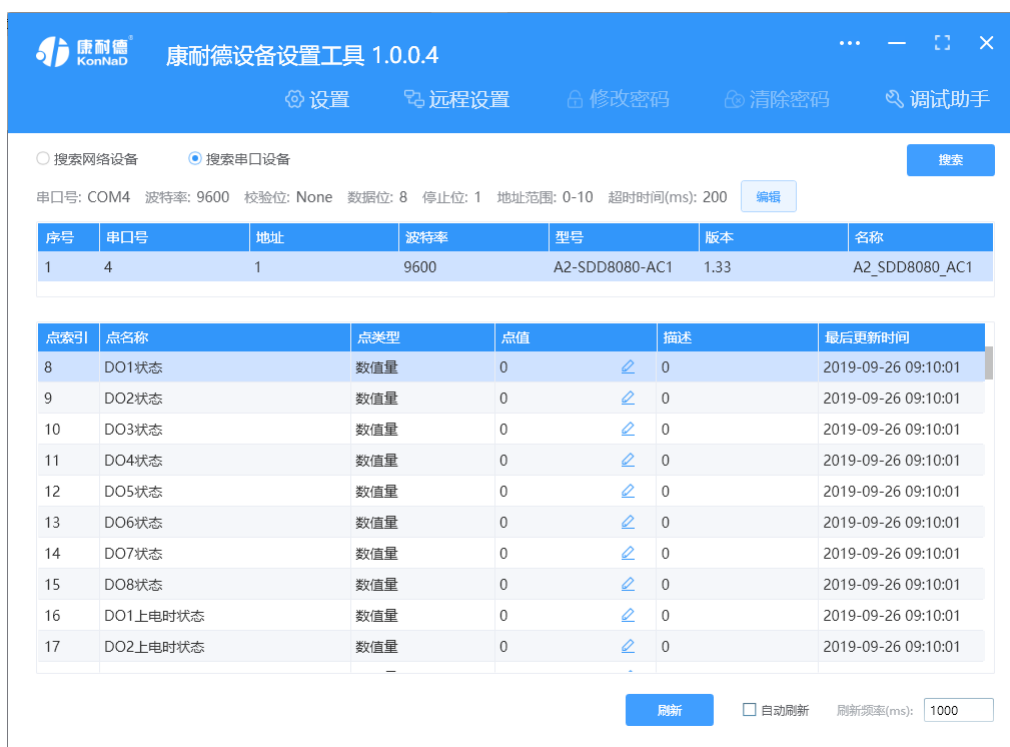 康耐德®
KonNaD
康耐德设备设置工具 1.0.0.4
设置 远程设置 修改密码 清除密码 调试助手
搜索网络设备 搜索串口设备 搜索
串口号: COM4 波特率: 9600 校验位: None 数据位: 8 停止位: 1 地址范围: 0-10 超时时间(ms): 200 编辑
序号 串口号 地址 波特率 型号 版本 名称
1 4 1 9600 A2-SDD8080-AC1 1.33 A2_SDD8080_AC1
点索引 点名称 点类型 点值 描述 最后更新时间
8 DO1状态 数值量 0 0 2019-09-26 09:10:01
9 DO2状态 数值量 0 0 2019-09-26 09:10:01
10 DO3状态 数值量 0 0 2019-09-26 09:10:01
11 DO4状态 数值量 0 0 2019-09-26 09:10:01
12 DO5状态 数值量 0 0 2019-09-26 09:10:01
13 DO6状态 数值量 0 0 2019-09-26 09:10:01
14 DO7状态 数值量 0 0 2019-09-26 09:10:01
15 DO8状态 数值量 0 0 2019-09-26 09:10:01
16 DO1上电时状态 数值量 0 0 2019-09-26 09:10:01
17 DO2上电时状态 数值量 0 0 2019-09-26 09:10:01
刷新 自动刷新 刷新频率(ms): 1000